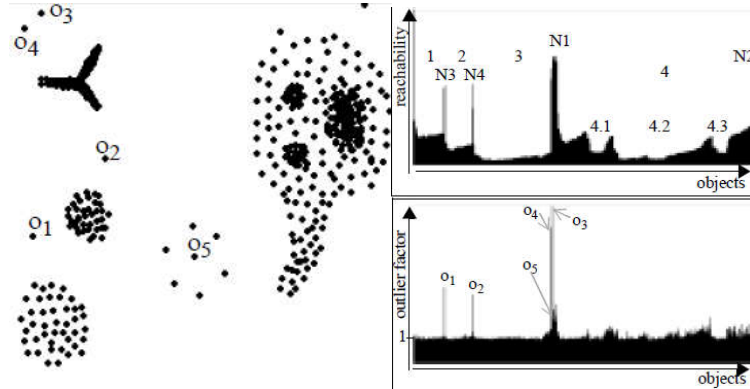 o3
o4
o2
o1
o5
reachability
1 2 3 N1 N2
N3 N4 4
4.1 4.2 4.3
objects
outlier factor
o4 o3
o5
o1 o2
1
objects